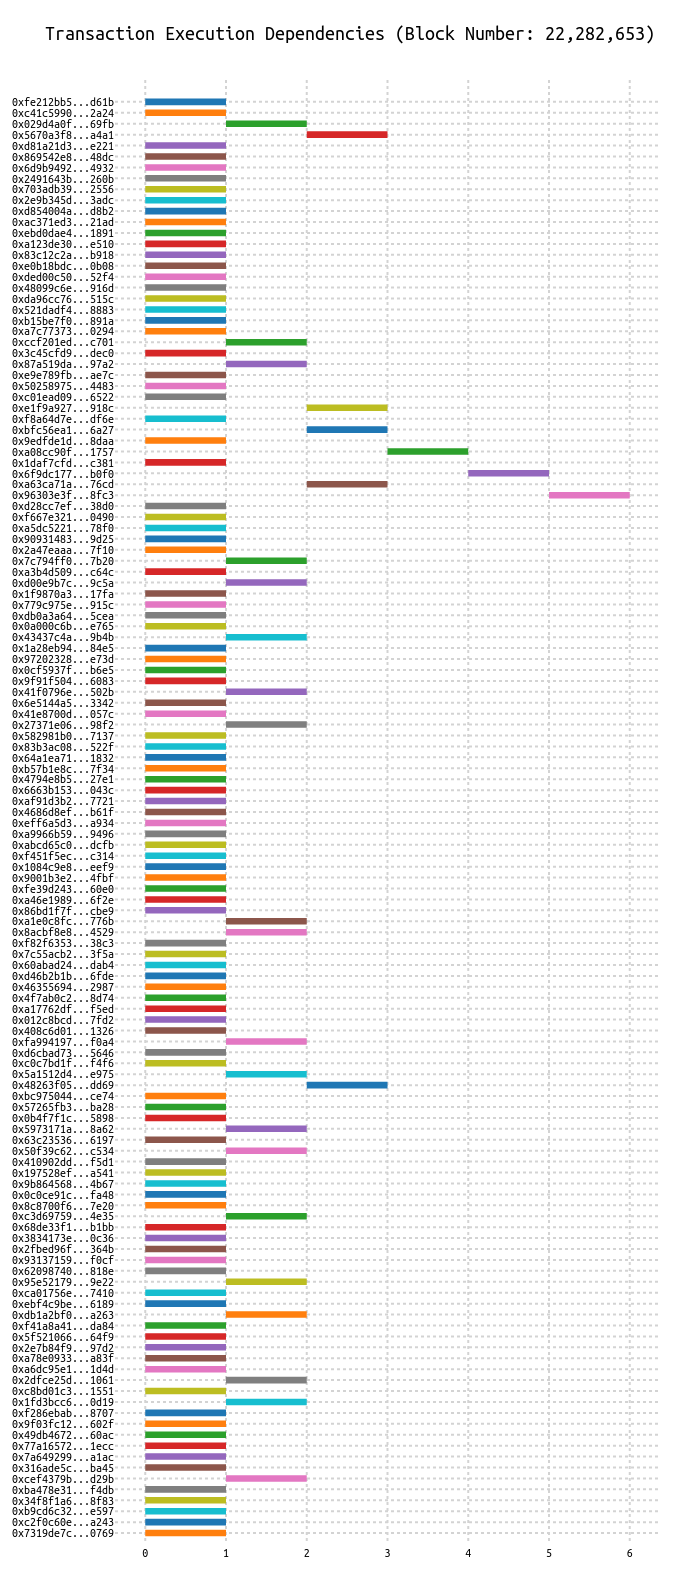 Transaction Execution Dependencies (Block Number: 22,282,653)
0xfe212bb5...d61b
0xc41c5990...2a24
0x029d4a0f...69fb
0x5670a3f8...a4a1
0xd81a21d3...e221
0x869542e8...48dc
0x6d9b9492...4932
0x2491643b...260b
0x703adb39...2556
0x2e9b345d...3adc
0xd854004a...d8b2
0xac371ed3...21ad
0xebd0dae4...1891
0xa123de30...e510
0x83c12c2a...b918
0xe0b18bdc...0b08
0xded00c50...52f4
0x48099c6e...916d
0xda96cc76...515c
0x521dadf4...8883
0xb15be7f0...891a
0xa7c77373...0294
0xccf201ed...c701
0x3c45cfd9...dec0
0x87a519da...97a2
0xe9e789fb...ae7c
0x50258975...4483
0xc01ead09...6522
0xe1f9a927...918c
0xf8a64d7e...df6e
0xbfc56ea1...6a27
0x9edfde1d...8daa
0xa08cc90f...1757
0x1daf7cfd...c381
0x6f9dc177...b0f0
0xa63ca71a...76cd
0x96303e3f...8fc3
0xd28cc7ef...38d0
0xf667e321...0490
0xa5dc5221...78f0
0x90931483...9d25
0x2a47eaaa...7f10
0x7c794ff0...7b20
0xa3b4d509...c64c
0xd00e9b7c...9c5a
0x1f9870a3...17fa
0x779c975e...915c
0xdb0a3a64...5cea
0x0a000c6b...e765
0x43437c4a...9b4b
0x1a28eb94...84e5
0x97202328...e73d
0x0cf5937f...b6e5
0x9f91f504...6083
0x41f0796e...502b
0x6e5144a5...3342
0x41e8700d...057c
0x27371e06...98f2
0x582981b0...7137
0x83b3ac08...522f
0x64a1ea71...1832
0xb57b1e8c...7f34
0x4794e8b5...27e1
0x6663b153...043c
0xaf91d3b2...7721
0x4686d8ef...b61f
0xeff6a5d3...a934
0xa9966b59...9496
0xabcd65c0...dcfb
0xf451f5ec...c314
0x1084c9e8...eef9
0x9001b3e2...4fbf
0xfe39d243...60e0
0xa46e1989...6f2e
0x86bd1f7f...cbe9
0xa1e0c8fc...776b
0x8acbf8e8...4529
0xf82f6353...38c3
0x7c55acb2...3f5a
0x60abad24...dab4
0xd46b2b1b...6fde
0x46355694...2987
0x4f7ab0c2...8d74
0xa17762df...f5ed
0x012c8bcd...7fd2
0x408c6d01...1326
0xfa994197...f0a4
0xd6cbad73...5646
0xc0c7bd1f...f4f6
0x5a1512d4...e975
0x48263f05...dd69
0xbc975044...ce74
0x57265fb3...ba28
0x0b4f7f1c...5898
0x5973171a...8a62
0x63c23536...6197
0x50f39c62...c534
0x410902dd...f5d1
0x197528ef...a541
0x9b864568...4b67
0x0c0ce91c...fa48
0x8c8700f6...7e20
0xc3d69759...4e35
0x68de33f1...b1bb
0x3834173e...0c36
0x2fbed96f...364b
0x93137159...f0cf
0x62098740...818e
0x95e52179...9e22
0xca01756e...7410
0xebf4c9be...6189
0xdb1a2bf0...a263
0xf41a8a41...da84
0x5f521066...64f9
0x2e7b84f9...97d2
0xa78e0933...a83f
0xa6dc95e1...1d4d
0x2dfce25d...1061
0xc8bd01c3...1551
0x1fd3bcc6...0d19
0xf286ebab...8707
0x9f03fc12...602f
0x49db4672...60ac
0x77a16572...1ecc
0x7a649299...a1ac
0x316ade5c...ba45
0xcef4379b...d29b
0xba478e31...f4db
0x34f8f1a6...8f83
0xb9cd6c32...e597
0xc2f0c60e...a243
0x7319de7c...0769
0 1 2 3 4 5 6